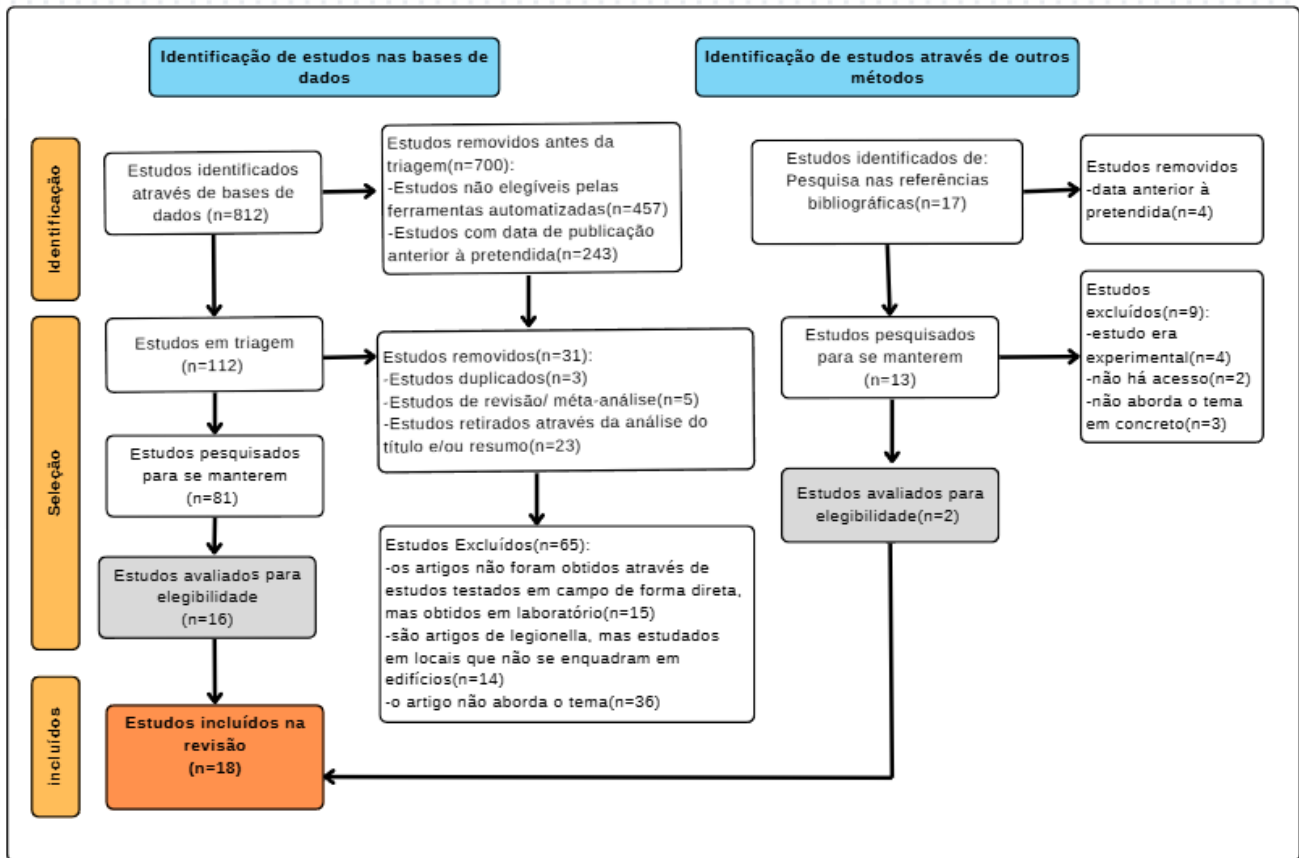 Identificação de estudos nas bases de
dados
Identificação de estudos através de outros
métodos
Identificação
Estudos identificados
através de bases de
dados (n=812)
Estudos removidos antes da
triagem(n=700):
-Estudos não elegíveis pelas
ferramentas automatizadas(n=457)
-Estudos com data de publicação
anterior à pretendida(n=243)
Estudos identificados de:
Pesquisa nas referências
bibliográficas(n=17)
Estudos removidos
-data anterior à
pretendida(n=4)
Seleção
Estudos em triagem
(n=112)
Estudos removidos(n=31):
-Estudos duplicados(n=3)
-Estudos de revisão/ méta-análise(n=5)
-Estudos retirados através da análise do
título e/ou resumo(n=23)
Estudos pesquisados
para se manterem
(n=13)
Estudos
excluídos(n=9):
-estudo era
experimental(n=4)
-não há acesso(n=2)
-não aborda o tema
em concreto(n=3)
Estudos pesquisados
para se manterem
(n=81)
Estudos avaliados para
elegibilidade(n=2)
Estudos avaliados para
elegibilidade
(n=16)
Estudos Excluídos(n=65):
-os artigos não foram obtidos através de
estudos testados em campo de forma direta,
mas obtidos em laboratório(n=15)
-são artigos de legionella, mas estudados
em locais que não se enquadram em
edifícios(n=14)
-o artigo não aborda o tema(n=36)
incluídos
Estudos incluídos na
revisão
(n=18)